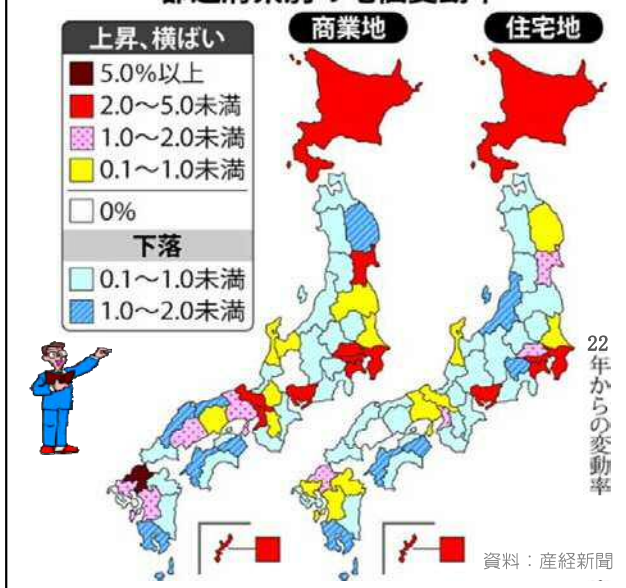 商業地
住宅地
上昇、横ばい
5.0%以上
2.0〜5.0未満
1.0〜2.0未満
0.1〜1.0未満
0%
下落
0.1〜1.0未満
1.0〜2.0未満
22年からの変動率
資料：産経新聞